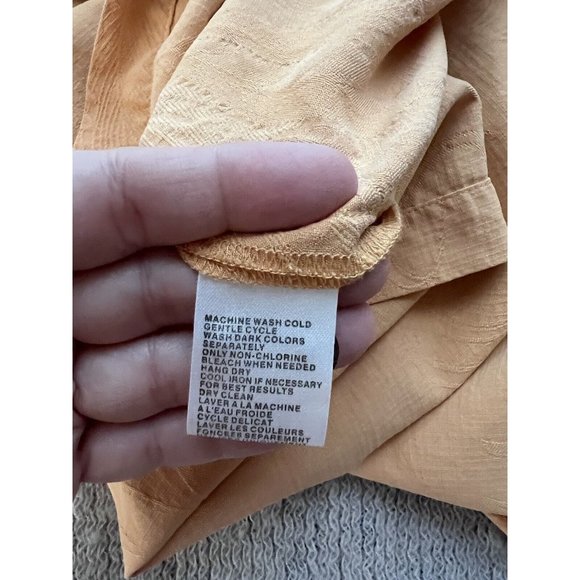 MACHINE WASH COLD
GENTLE CYCLE
WASH DARK COLORS
SEPARATELY
ONLY NON-CHLORINE
BLEACH WHEN NEEDED
HANG DRY
COOL IRON IF NECESSARY
FOR BEST RESULTS
DRY CLEAN
LAVER A LA MACHINE
À L'EAU FROIDE
CYCLE DELICAT
LAVER LES COULEURS
FONCEES SEPAREMENT